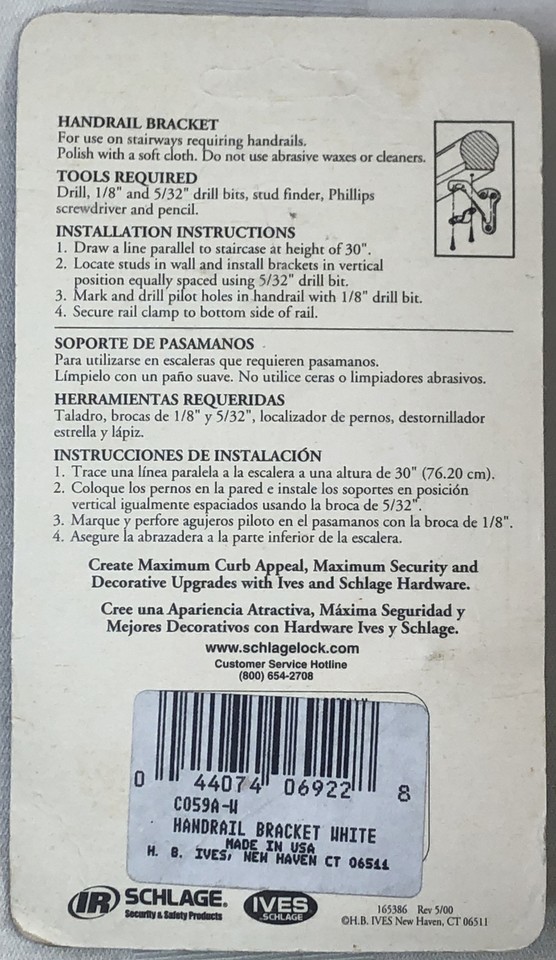 HANDRAIL BRACKET
For use on stairways requiring handrails.
Polish with a soft cloth. Do not use abrasive waxes or cleaners.
TOOLS REQUIRED
Drill, 1/8" and 5/32" drill bits, stud finder, Phillips
screwdriver and pencil.
INSTALLATION INSTRUCTIONS
1. Draw a line parallel to staircase at height of 30".
2. Locate studs in wall and install brackets in vertical
position equally spaced using 5/32" drill bit.
3. Mark and drill pilot holes in handrail with 1/8" drill bit.
4. Secure rail clamp to bottom side of rail.
SOPORTE DE PASAMANOS
Para utilizarse en escaleras que requieren pasamanos.
Límpielo con un paño suave. No utilice ceras o limpiadores abrasivos.
HERRAMIENTAS REQUERIDAS
Taladro, brocas de 1/8" y 5/32", localizador de pernos, destornillador
estrella y lápiz.
INSTRUCCIONES DE INSTALACIÓN
1. Trace una línea paralela a la escalera a una altura de 30" (76.20 cm).
2. Coloque los pernos en la pared e instale los soportes en posición
vertical igualmente espaciados usando la broca de 5/32".
3. Marque y perfore agujeros piloto en el pasamanos con la broca de 1/8".
4. Asegure la abrazadera a la parte inferior de la escalera.
Create Maximum Curb Appeal, Maximum Security and
Decorative Upgrades with Ives and Schlage Hardware.
Cree una Apariencia Atractiva, Máxima Seguridad y
Mejores Decorativos con Hardware Ives y Schlage.
www.schlagelock.com
Customer Service Hotline
(800) 654-2708
0 44074 06922 8
C059A-W
HANDRAIL BRACKET WHITE
MADE IN USA
H. B. IVES, NEW HAVEN CT 06511
IR SCHLAGE.
Security & Safety Products
IVES
SCHLAGE
165386 Rev 5/00
©H.B. IVES New Haven, CT 06511